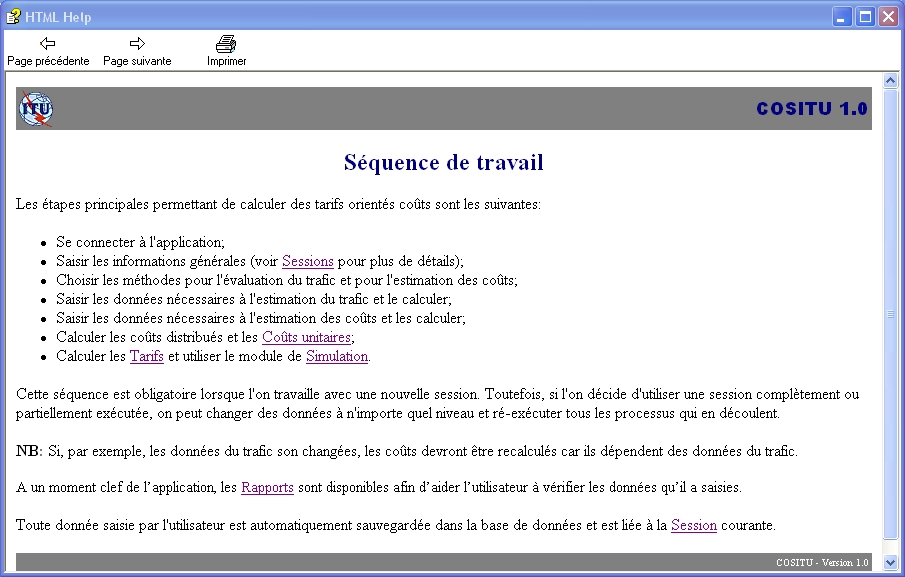 HTML Help
Page précédente Page suivante Imprimer
ITU COSITU 1.0
Séquence de travail
Les étapes principales permettant de calculer des tarifs orientés coûts sont les suivantes:
• Se connecter à l'application;
• Saisir les informations générales (voir Sessions pour plus de détails);
• Choisir les méthodes pour l'évaluation du trafic et pour l'estimation des coûts;
• Saisir les données nécessaires à l'estimation du trafic et le calculer;
• Saisir les données nécessaires à l'estimation des coûts et les calculer;
• Calculer les coûts distribués et les Coûts unitaires;
• Calculer les Tarifs et utiliser le module de Simulation.
Cette séquence est obligatoire lorsque l'on travaille avec une nouvelle session. Toutefois, si l'on décide d'utiliser une session complètement ou
partiellement exécutée, on peut changer des données à n'importe quel niveau et ré-exécuter tous les processus qui en découlent.
NB: Si, par exemple, les données du trafic son changées, les coûts devront être recalculés car ils dépendent des données du trafic.
A un moment clef de l’application, les Rapports sont disponibles afin d’aider l’utilisateur à vérifier les données qu’il a saisies.
Toute donnée saisie par l'utilisateur est automatiquement sauvegardée dans la base de données et est liée à la Session courante.
COSITU - Version 1.0